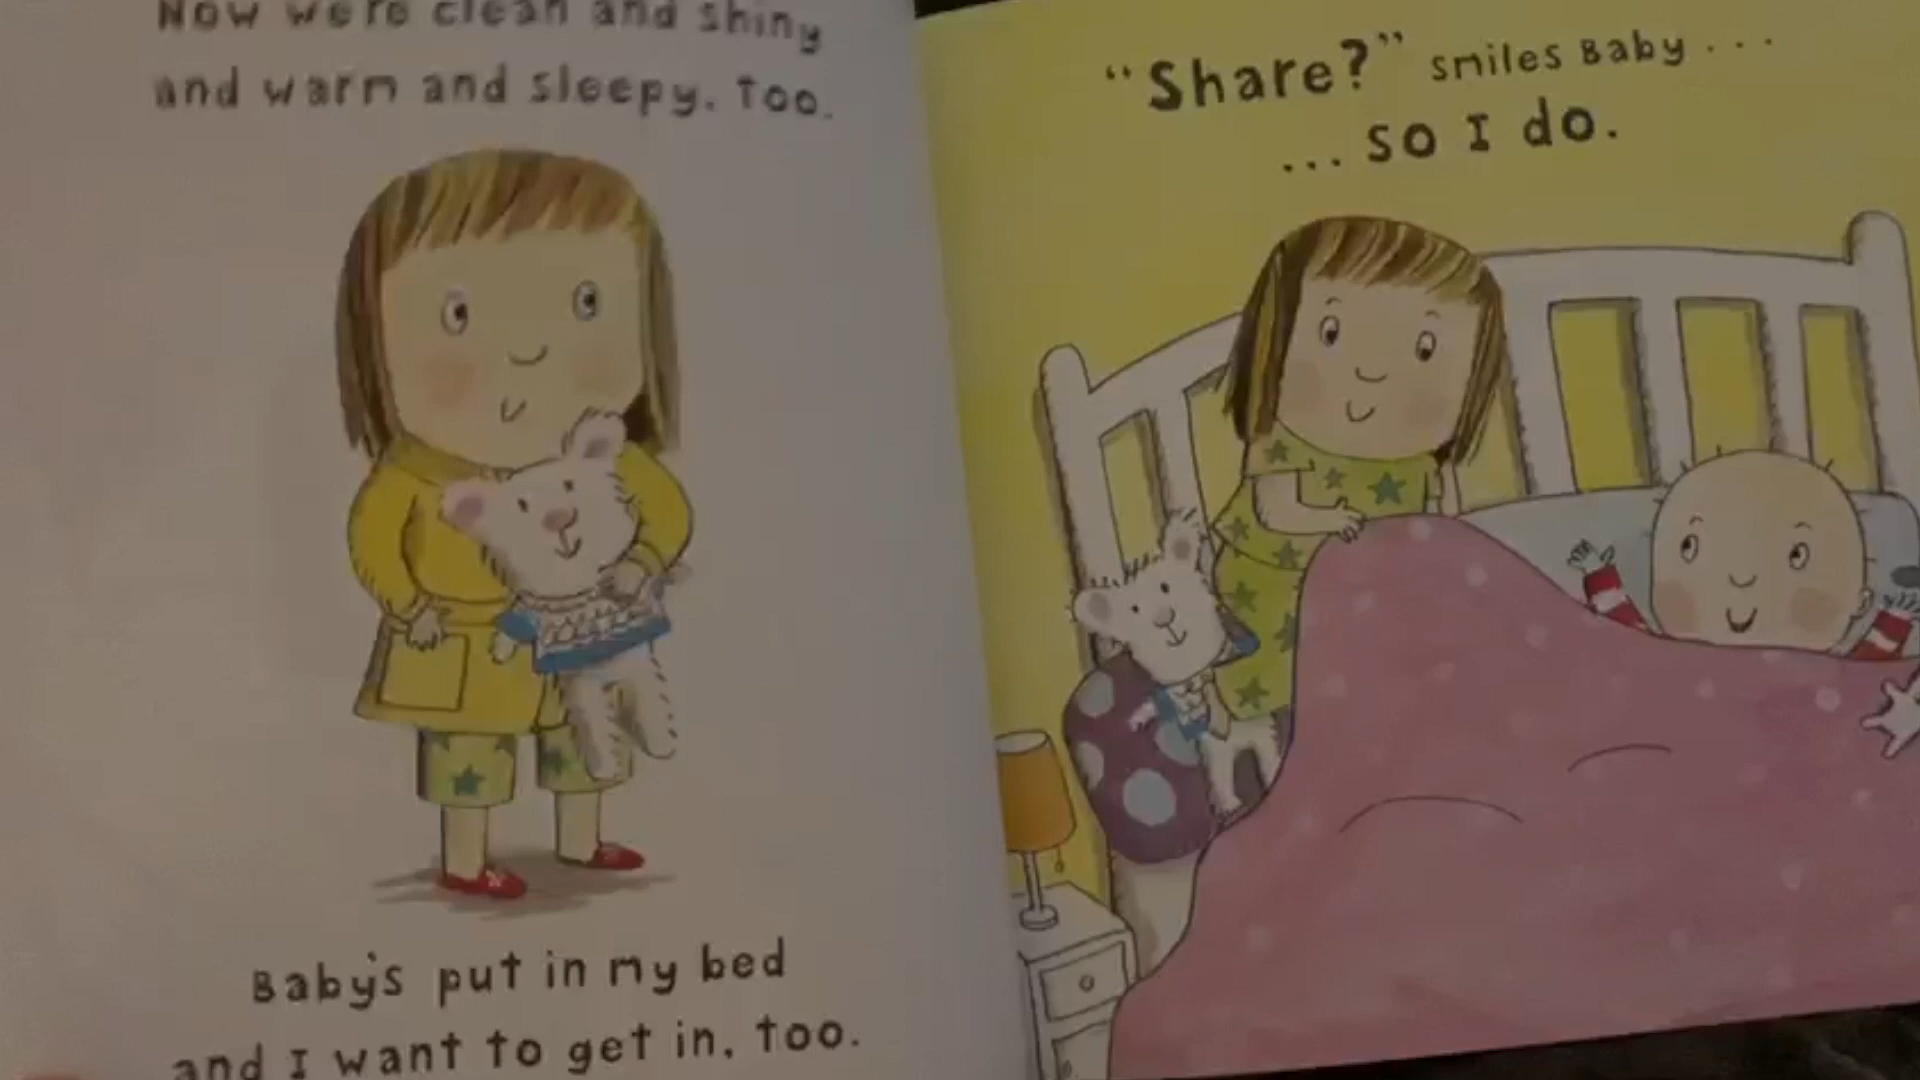 Now we're clean and shiny
and warm and sleepy, too.
Baby's put in my bed
and I want to get in, too.
"Share?" smiles Baby...
...so I do.